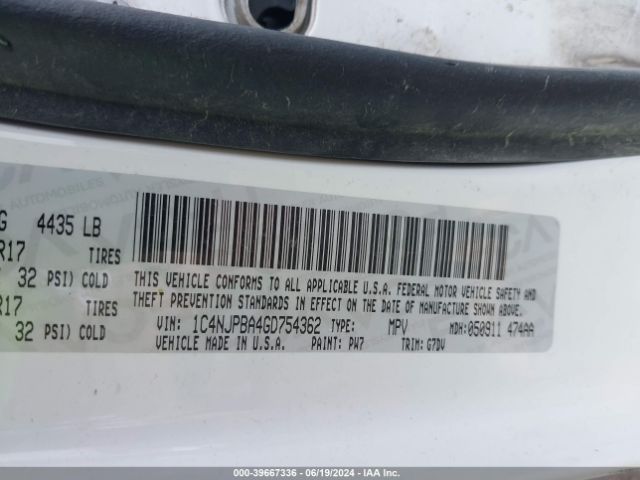 G 4435 LB
R17 TIRES
32 PSI) COLD
R17 TIRES
32 PSI) COLD
THIS VEHICLE CONFORMS TO ALL APPLICABLE U.S.A. FEDERAL MOTOR VEHICLE SAFETY AND
THEFT PREVENTION STANDARDS IN EFFECT ON THE DATE OF MANUFACTURE SHOWN ABOVE.
VIN: 1C4NJPBA4GD754362 TYPE: MPV MDH: 050911 474AA
VEHICLE MADE IN U.S.A. PAINT: PW7 TRIM: G7DV
000-39667336 - 06/19/2024 - IAA Inc.